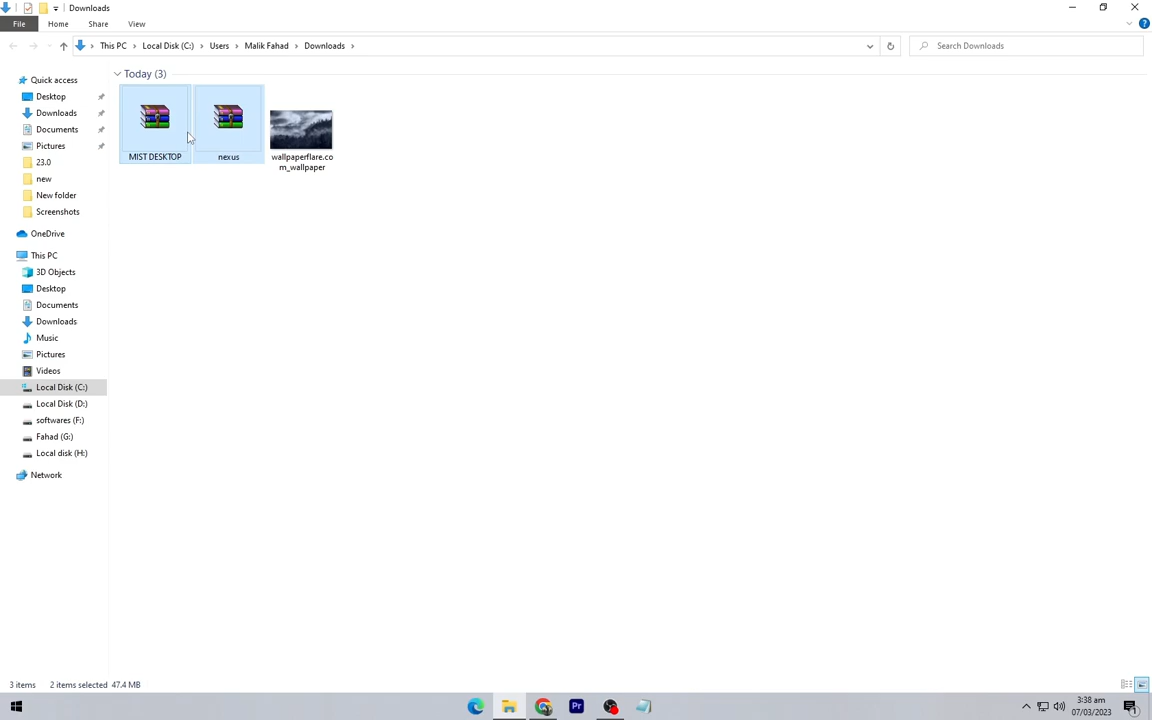 Downloads
File
Home
Share
View
This PC
Local Disk (C:)
Users
Malik Fahad
Downloads
Search Downloads
Quick access
Desktop
Downloads
Documents
Pictures
23.0
new
New folder
Screenshots
OneDrive
This PC
3D Objects
Desktop
Documents
Downloads
Music
Pictures
Videos
Local Disk (C:)
Local Disk (D:)
softwares (F:)
Fahad (G:)
Local disk (H:)
Network
Today (3)
MIST DESKTOP
nexus
wallpaperflare.co
m_wallpaper
3 items
2 items selected 47.4 MB
Pr
3:38 am
07/03/2023
1